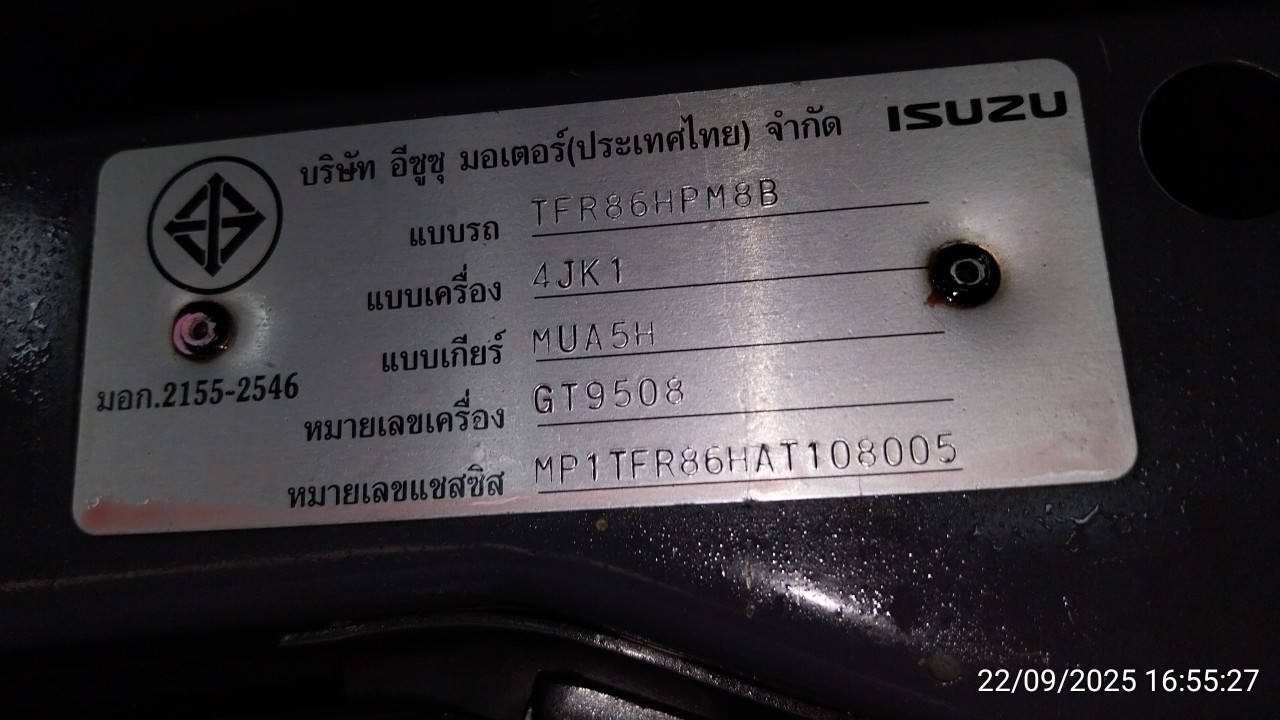 บริษัท อีซูซุ มอเตอร์(ประเทศไทย) จำกัด ISUZU
แบบรถ TFR86HPM8B
แบบเครื่อง 4JK1
แบบเกียร์ MUA5H
มอก.2155-2546
หมายเลขเครื่อง GT9508
หมายเลขแชสซิส MP1TFR86HAT108005
22/09/2025 16:55:27